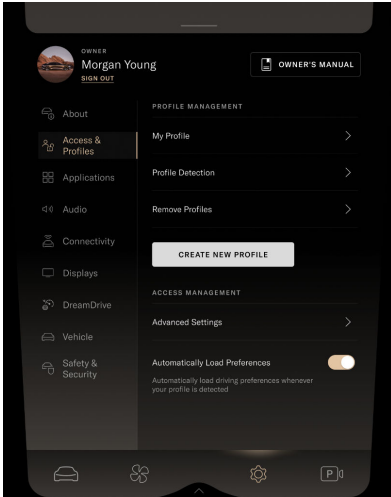 OWNER
Morgan Young
SIGN OUT
OWNER'S MANUAL
About
Access &
Profiles
Applications
Audio
Connectivity
Displays
DreamDrive
Vehicle
Safety &
Security
PROFILE MANAGEMENT
My Profile
Profile Detection
Remove Profiles
CREATE NEW PROFILE
ACCESS MANAGEMENT
Advanced Settings
Automatically Load Preferences
Automatically load driving preferences whenever
your profile is detected
P